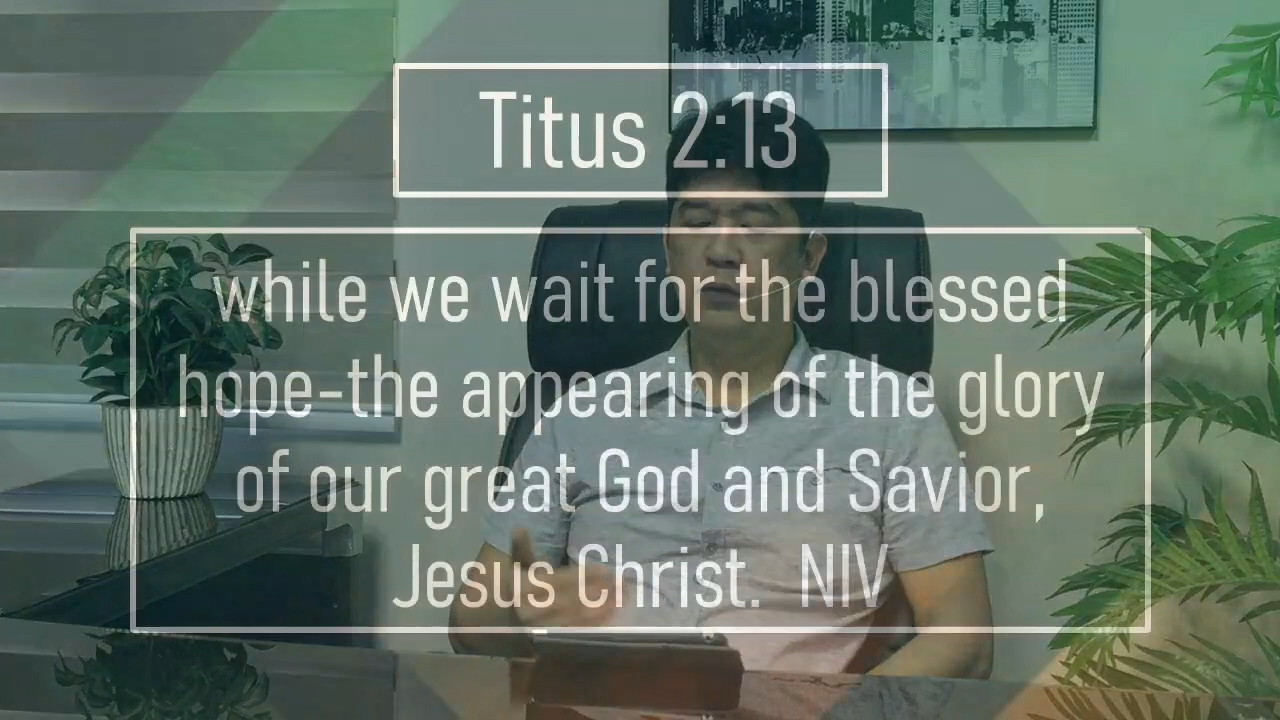 Titus 2:13
while we wait for the blessed
hope-the appearing of the glory
of our great God and Savior,
Jesus Christ. NIV